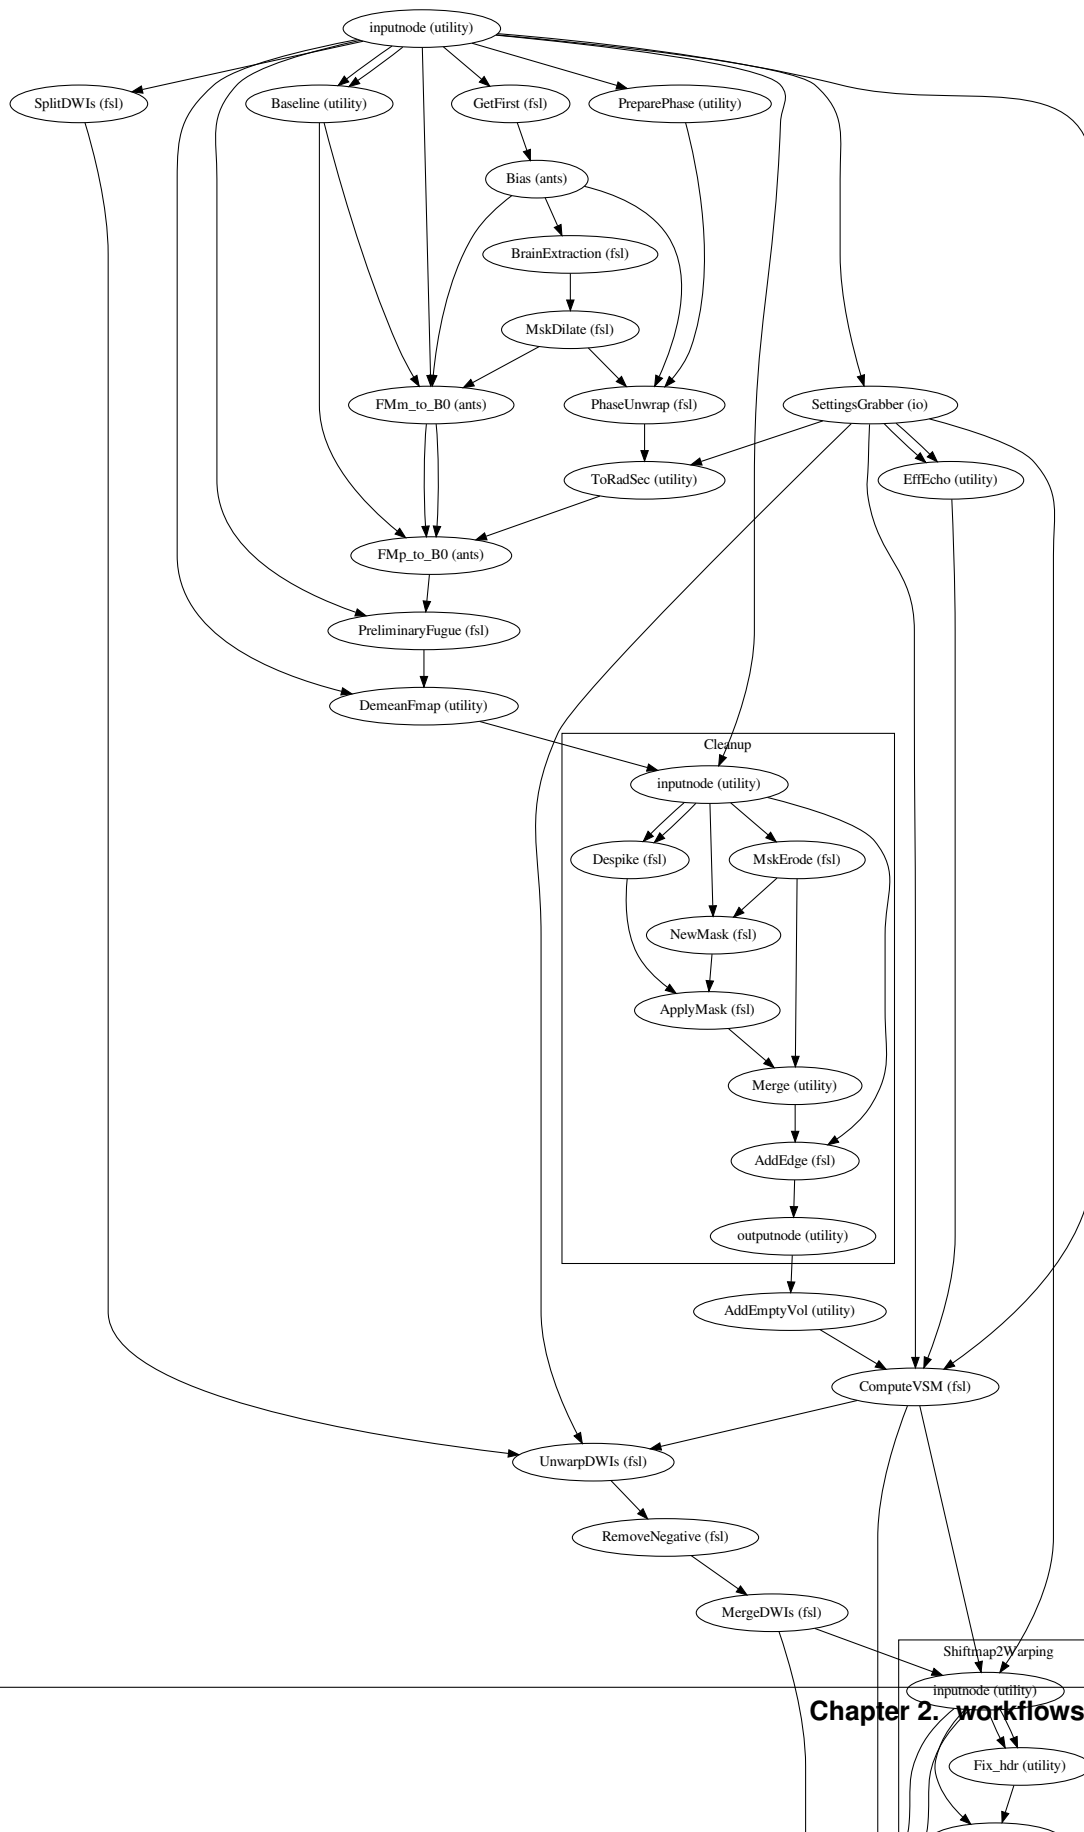 inputnode (utility)
SplitDWIs (fsl)
Baseline (utility)
GetFirst (fsl)
PreparePhase (utility)
Bias (ants)
BrainExtraction (fsl)
MskDilate (fsl)
FMm_to_B0 (ants)
PhaseUnwrap (fsl)
SettingsGrabber (io)
ToRadSec (utility)
EffEcho (utility)
FMp_to_B0 (ants)
PreliminaryFugue (fsl)
DemeanFmap (utility)
Cleanup
inputnode (utility)
Despike (fsl)
MskErode (fsl)
NewMask (fsl)
ApplyMask (fsl)
Merge (utility)
AddEdge (fsl)
outputnode (utility)
AddEmptyVol (utility)
ComputeVSM (fsl)
UnwarpDWIs (fsl)
RemoveNegative (fsl)
MergeDWIs (fsl)
Shiftmap2Warping
inputnode (utility)
Chapter 2. workflows
Fix_hdr (utility)